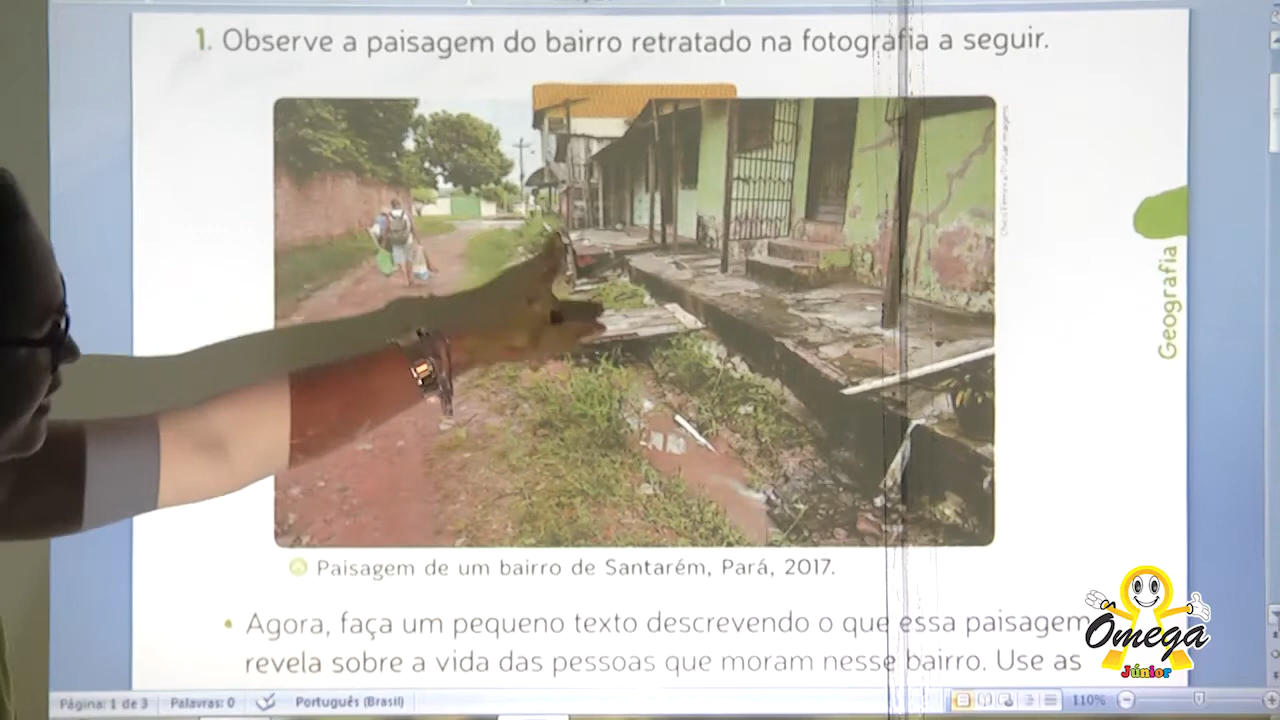 1. Observe a paisagem do bairro retratado na fotografia a seguir.
Geografia
Paisagem de um bairro de Santarém, Pará, 2017.
• Agora, faça um pequeno texto descrevendo o que essa paisagem
revela sobre a vida das pessoas que moram nesse bairro. Use as
Ômega
Júnior
Página: 1 de 3 Palavras: 0 Português (Brasil) 110%